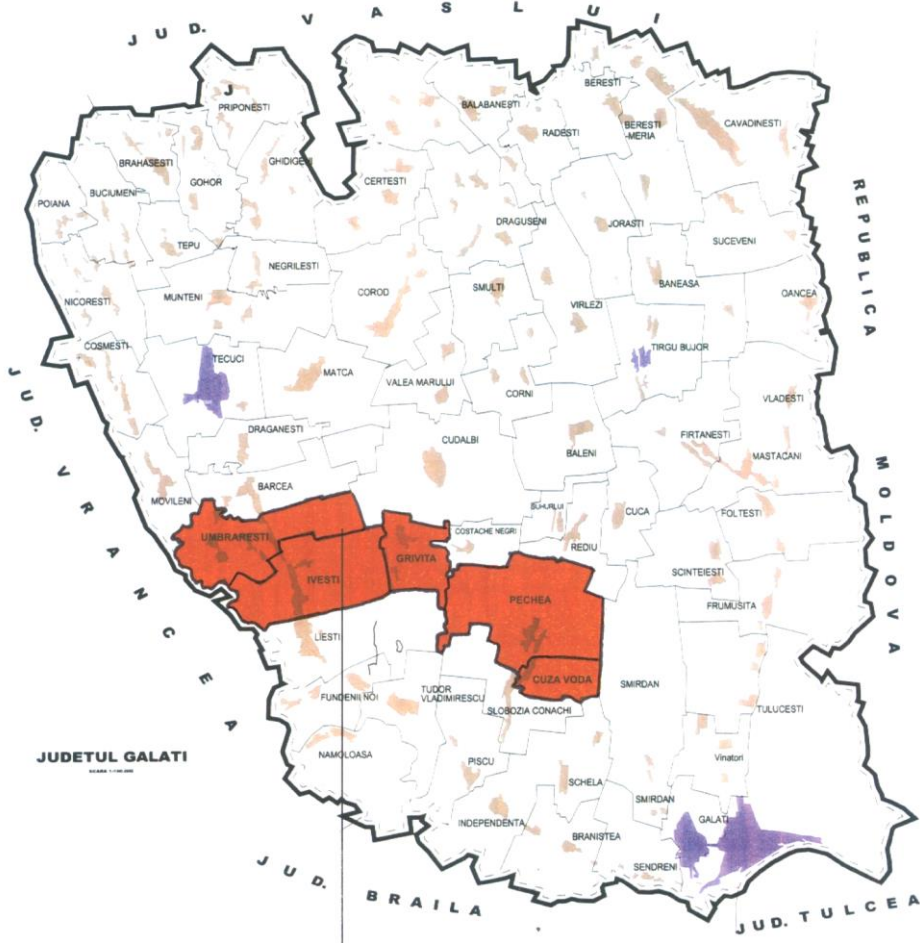 JUD. VASLUI
BERESTI
J
PRIPONESTI
BALABANESTI
RADESTI
BERESTI
-MERIA
CAVADINESTI
BRAHASESTI
GOHOR
GHIDIGENI
CERTESTI
POIANA
BUCIUMENI
DRAGUSENI
JORASTI
REPUBLICA
TEPU
SUCEVENI
NEGRILESTI
NICORESTI
MUNTENI
COROD
SMULTI
VIRLEZI
BANEASA
OANCEA
COSMESTI
TECUCI
MATCA
VALEA MARULUI
CORNI
TIRGU BUJOR
VLADESTI
JUD. VRANCEA
DRAGANESTI
CUDALBI
BALENI
FIRTANESTI
MASTACANI
MOLDOVA
MOVILENI
BARCEA
UMBRARESTI
GRIVITA
COSTACHE NEGRI
SUHURLUI
REDIU
CUCA
FOLTESTI
IVESTI
SCINTEIESTI
PECHEA
FRUMUSITA
LIESTI
CUZA VODA
SMIRDAN
FUNDENII NOI
TUDOR
VLADIMIRESCU
SLOBOZIA CONACHI
TULUCESTI
JUDETUL GALATI
NAMOLOASA
PISCU
SCHELA
Vinatori
SMIRDAN
INDEPENDENTA
BRANISTEA
GALATI
SENDRENI
JUD. BRAILA
JUD. TULCEA